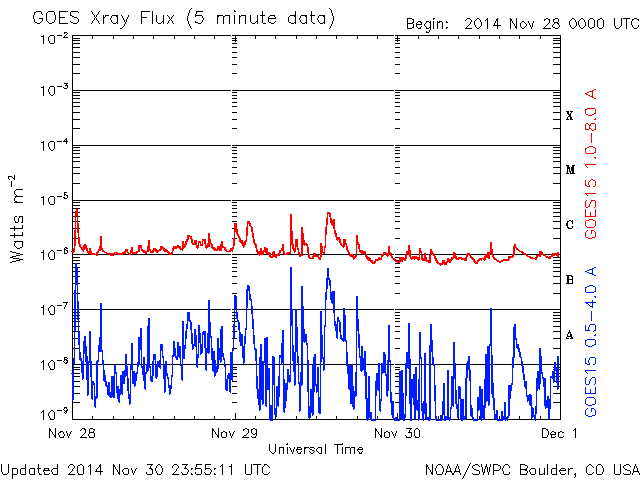 GOES Xray Flux (5 minute data)
Begin: 2014 Nov 28 0000 UTC
10-2
10-3
10-4
10-5
10-6
10-7
10-8
10-9
Watts m-2
X
M
C
B
A
GOES15 1.0-8.0 A
GOES15 0.5-4.0 A
Nov 28
Nov 29
Nov 30
Dec 1
Universal Time
Updated 2014 Nov 30 23:55:11 UTC
NOAA/SWPC Boulder, CO USA